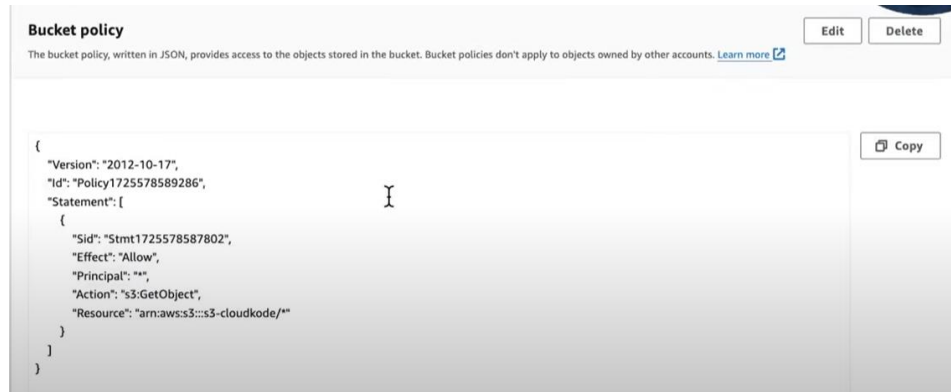 Bucket policy
Edit
Delete
The bucket policy, written in JSON, provides access to the objects stored in the bucket. Bucket policies don't apply to objects owned by other accounts. Learn more
Copy
{
"Version": "2012-10-17",
"Id": "Policy1725578589286",
"Statement": [
{
"Sid": "Stmt1725578587802",
"Effect": "Allow",
"Principal": "*",
"Action": "s3:GetObject",
"Resource": "arn:aws:s3:::s3-cloudkode/*"
}
]
}